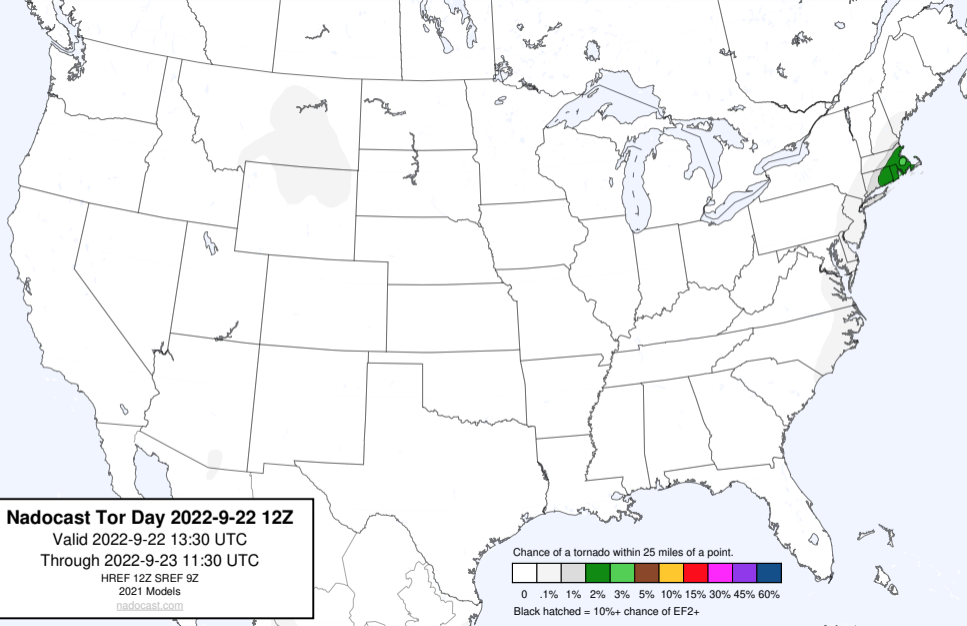 Nadocast Tor Day 2022-9-22 12Z
Valid 2022-9-22 13:30 UTC
Through 2022-9-23 11:30 UTC
HREF 12Z SREF 9Z
2021 Models
nadocast.com
Chance of a tornado within 25 miles of a point.
0 .1% 1% 2% 3% 5% 10% 15% 30% 45% 60%
Black hatched = 10%+ chance of EF2+